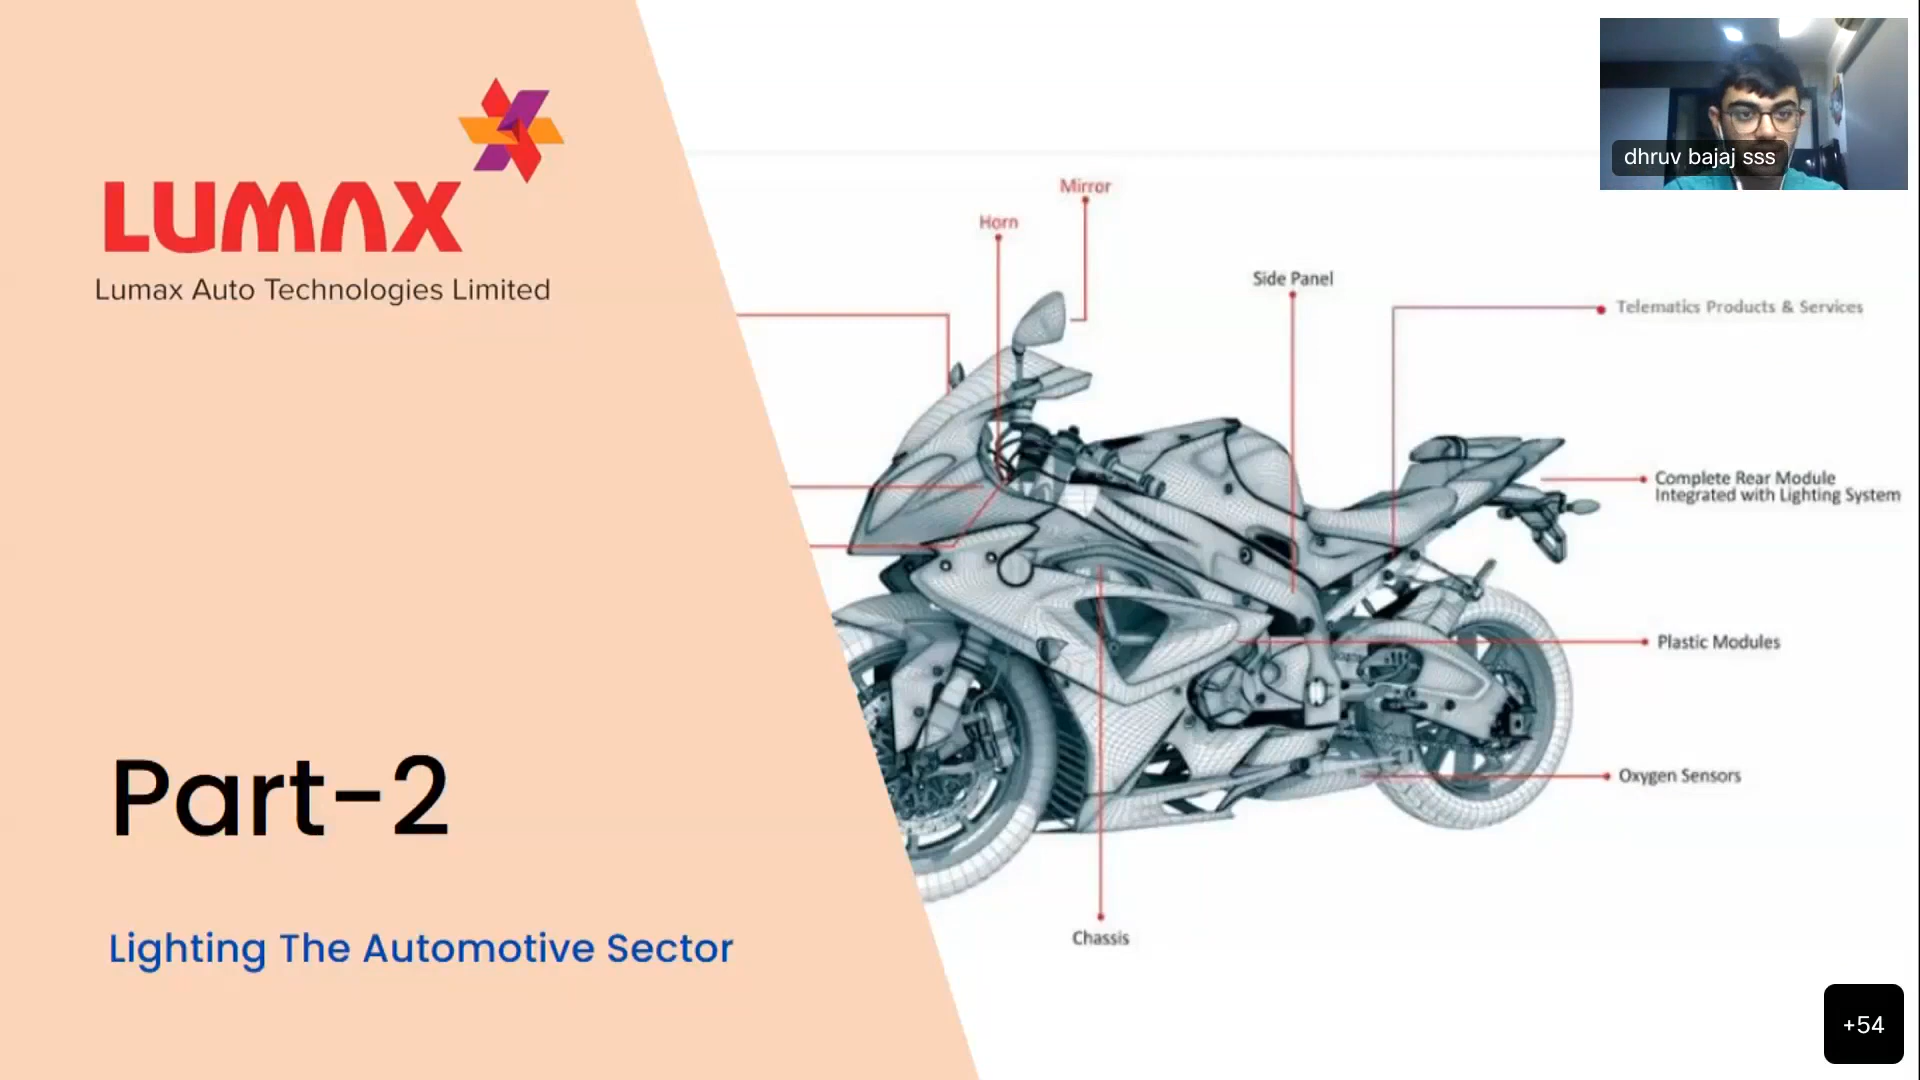 LUMAX
Lumax Auto Technologies Limited
Part-2
Lighting The Automotive Sector
Mirror
Horn
Side Panel
Telematics Products & Services
Complete Rear Module
Integrated with Lighting System
Plastic Modules
Oxygen Sensors
Chassis
dhruv bajaj sss
+54